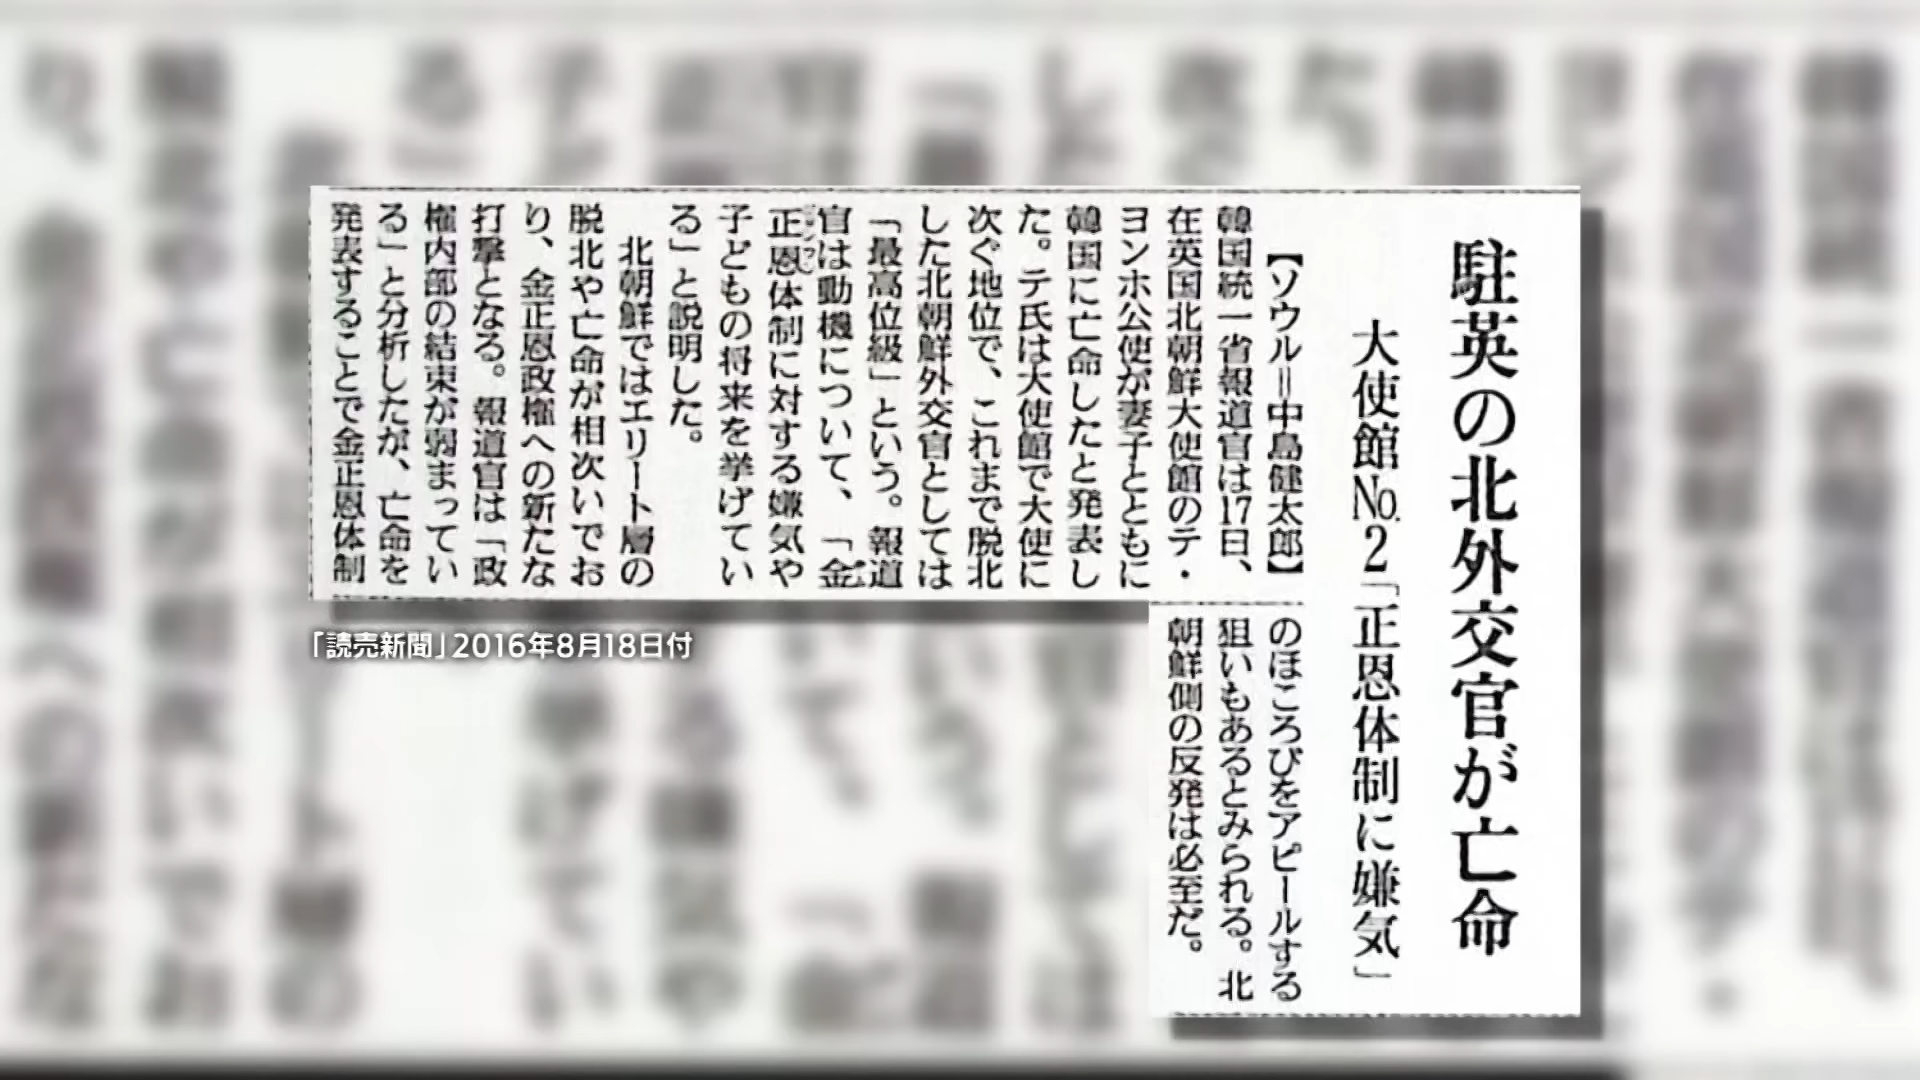 駐英の北外交官が亡命
大使館No.2「正恩体制に嫌気」
【ソウル＝中島健太郎】
韓国統一省報道官は17日、
在英国北朝鮮大使館のテ・
ヨンホ公使が妻子とともに
韓国に亡命したと発表し
た。テ氏は大使館で大使に
次ぐ地位で、これまで脱北
した北朝鮮外交官としては
「最高位級」という。報道
官は動機について、「金
正恩体制に対する嫌気や
子どもの将来を挙げてい
る」と説明した。
北朝鮮ではエリート層の
脱北や亡命が相次いでお
り、金正恩政権への新たな
打撃となる。報道官は「政
権内部の結束が弱まってい
る」と分析したが、亡命を
発表することで金正恩体制
のほころびをアピールする
狙いもあるとみられる。北
朝鮮側の反発は必至だ。
「読売新聞」2016年8月18日付